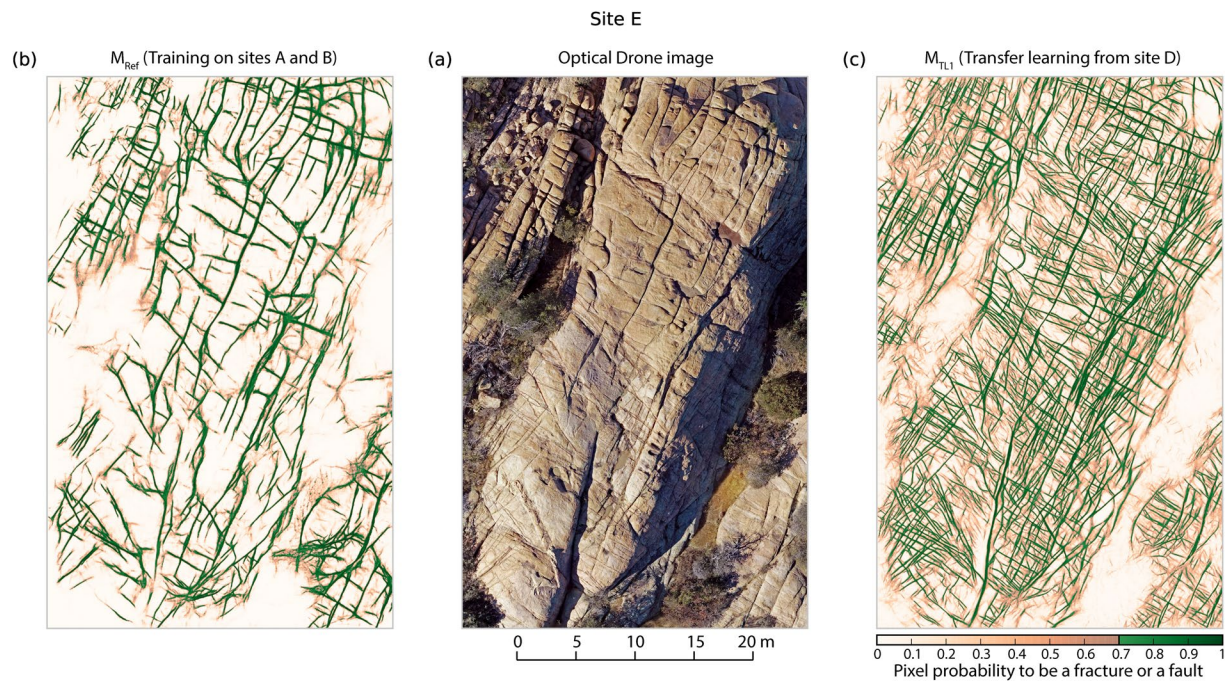 Site E
(b) M_Ref (Training on sites A and B)
(a) Optical Drone image
(c) M_TL1 (Transfer learning from site D)
0 5 10 15 20 m
0 0.1 0.2 0.3 0.4 0.5 0.6 0.7 0.8 0.9 1
Pixel probability to be a fracture or a fault